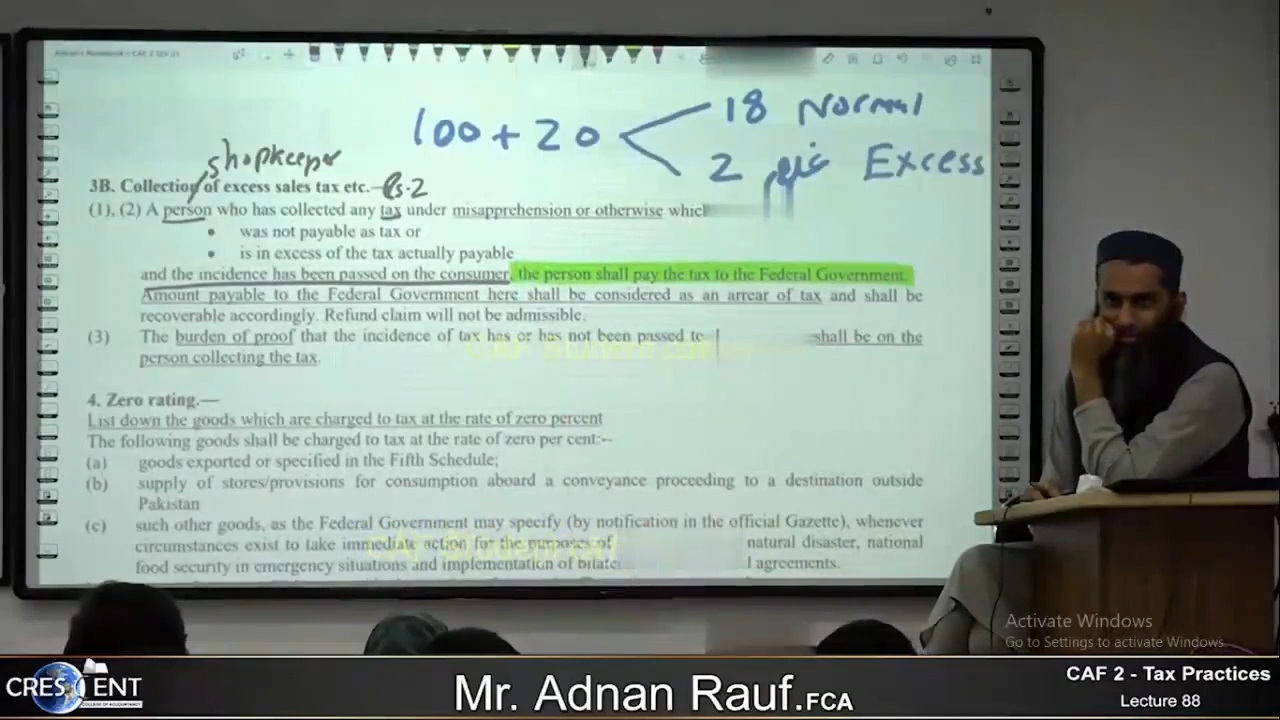 100 + 20
18 Normal
2 Excess
shopkeeper
3B. Collection of excess sales tax etc.— Rs-2
(1), (2) A person who has collected any tax under misapprehension or otherwise which
• was not payable as tax or
• is in excess of the tax actually payable
and the incidence has been passed on the consumer, the person shall pay the tax to the Federal Government.
Amount payable to the Federal Government here shall be considered as an arrear of tax and shall be
recoverable accordingly. Refund claim will not be admissible.
(3) The burden of proof that the incidence of tax has or has not been passed to shall be on the
person collecting the tax.
4. Zero rating.—
List down the goods which are charged to tax at the rate of zero percent
The following goods shall be charged to tax at the rate of zero per cent:--
(a) goods exported or specified in the Fifth Schedule;
(b) supply of stores/provisions for consumption aboard a conveyance proceeding to a destination outside
Pakistan
(c) such other goods, as the Federal Government may specify (by notification in the official Gazette), whenever
circumstances exist to take immediate action for the purposes of natural disaster, national
food security in emergency situations and implementation of agreements.
Activate Windows
Go to Settings to activate Windows.
CRESCENT
COLLEGE OF ACCOUNTANCY
Mr. Adnan Rauf.FCA
CAF 2 - Tax Practices
Lecture 88